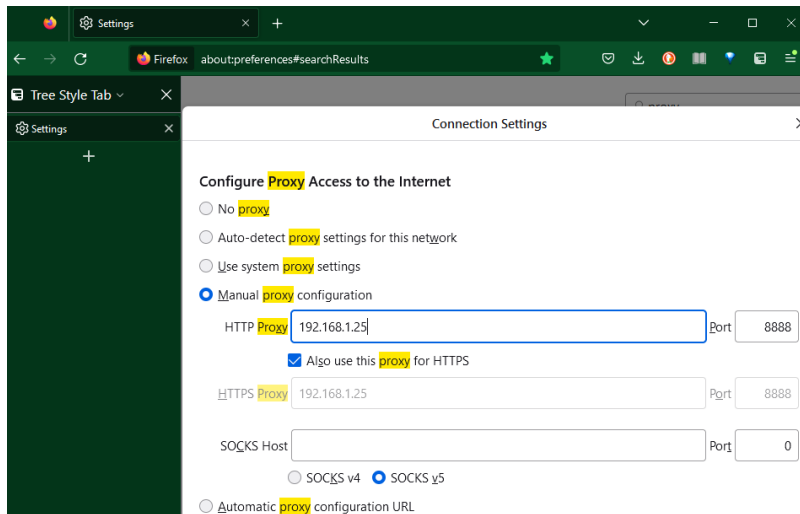 Settings
Firefox about:preferences#searchResults
Tree Style Tab
proxy
Settings
Connection Settings
Configure Proxy Access to the Internet
No proxy
Auto-detect proxy settings for this network
Use system proxy settings
Manual proxy configuration
HTTP Proxy 192.168.1.25 Port 8888
Also use this proxy for HTTPS
HTTPS Proxy 192.168.1.25 Port 8888
SOCKS Host Port 0
SOCKS v4 SOCKS v5
Automatic proxy configuration URL